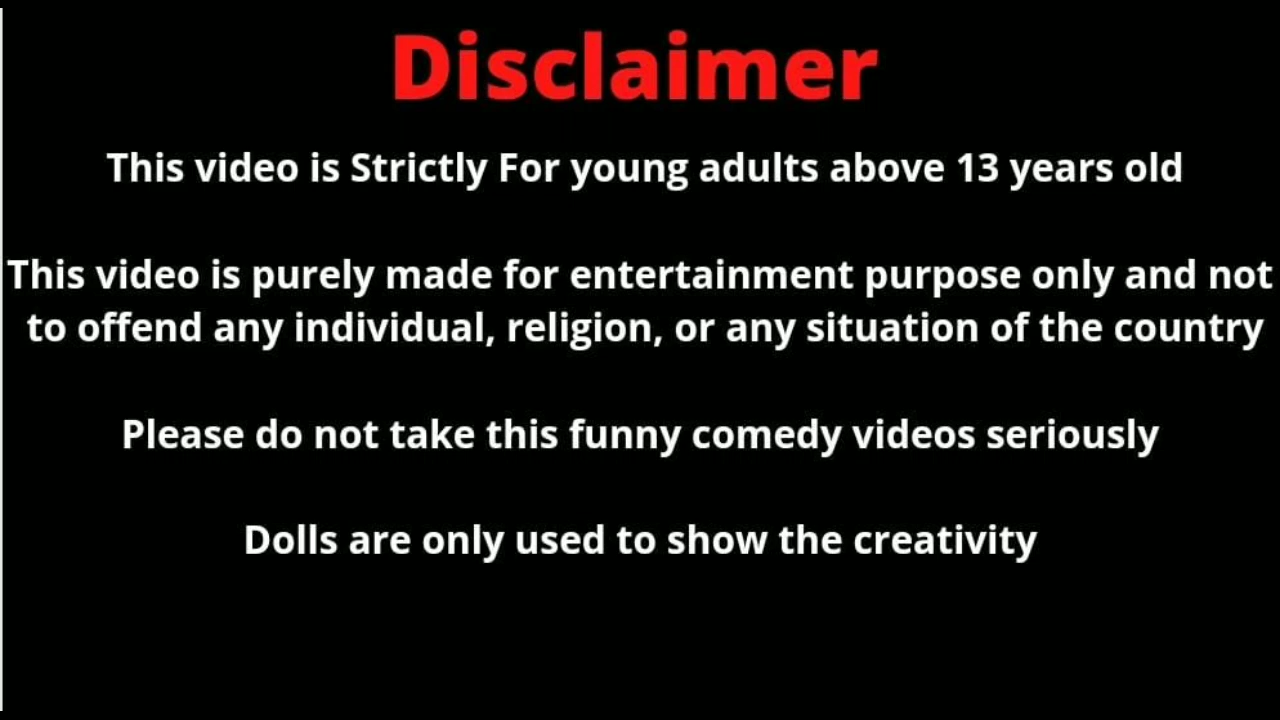 Disclaimer
This video is Strictly For young adults above 13 years old
This video is purely made for entertainment purpose only and not
to offend any individual, religion, or any situation of the country
Please do not take this funny comedy videos seriously
Dolls are only used to show the creativity